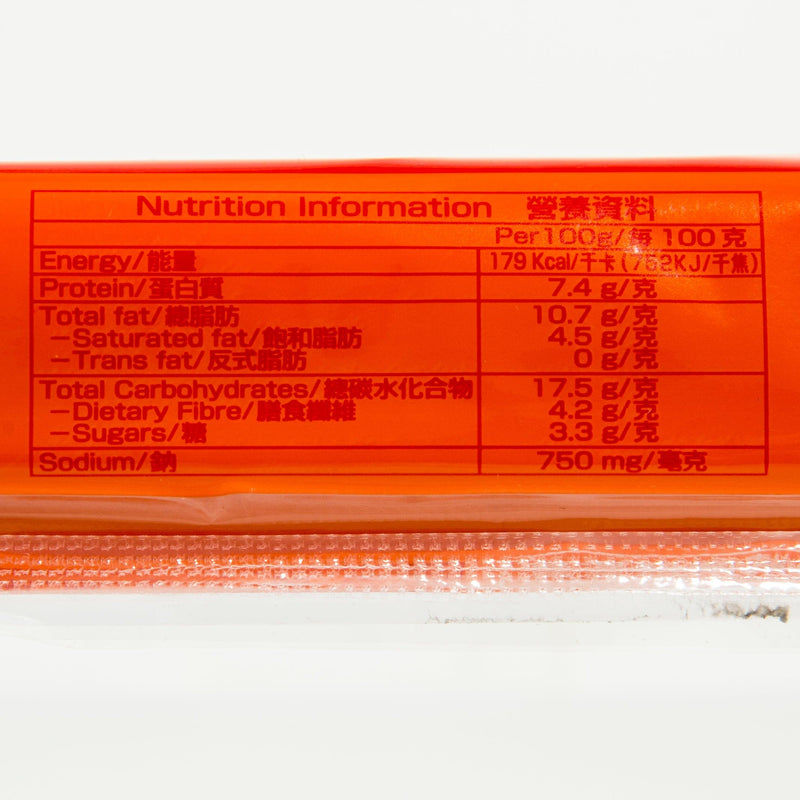 Nutrition Information 營養資料
Per100g/每100克
Energy/能量 179 Kcal/千卡(752KJ/千焦)
Protein/蛋白質 7.4 g/克
Total fat/總脂肪 10.7 g/克
-Saturated fat/飽和脂肪 4.5 g/克
-Trans fat/反式脂肪 0 g/克
Total Carbohydrates/總碳水化合物 17.5 g/克
-Dietary Fibre/膳食纖維 4.2 g/克
-Sugars/糖 3.3 g/克
Sodium/鈉 750 mg/毫克